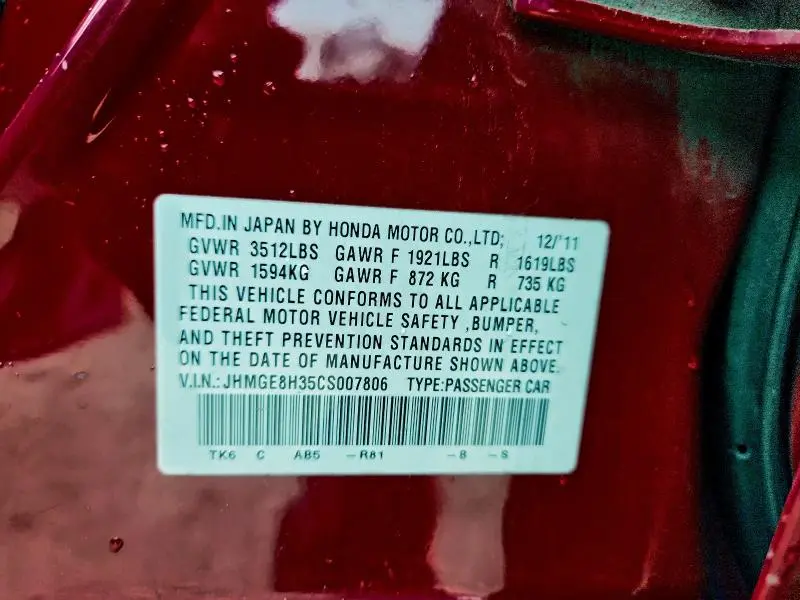 MFD.IN JAPAN BY HONDA MOTOR CO.,LTD; 12/'11
GVWR 3512LBS GAWR F 1921LBS R 1619LBS
GVWR 1594KG GAWR F 872 KG R 735 KG
THIS VEHICLE CONFORMS TO ALL APPLICABLE
FEDERAL MOTOR VEHICLE SAFETY ,BUMPER,
AND THEFT PREVENTION STANDARDS IN EFFECT
ON THE DATE OF MANUFACTURE SHOWN ABOVE.
V.I.N.:JHMGE8H35CS007806 TYPE:PASSENGER CAR
TK6 C AB5 -R81 -8 -S